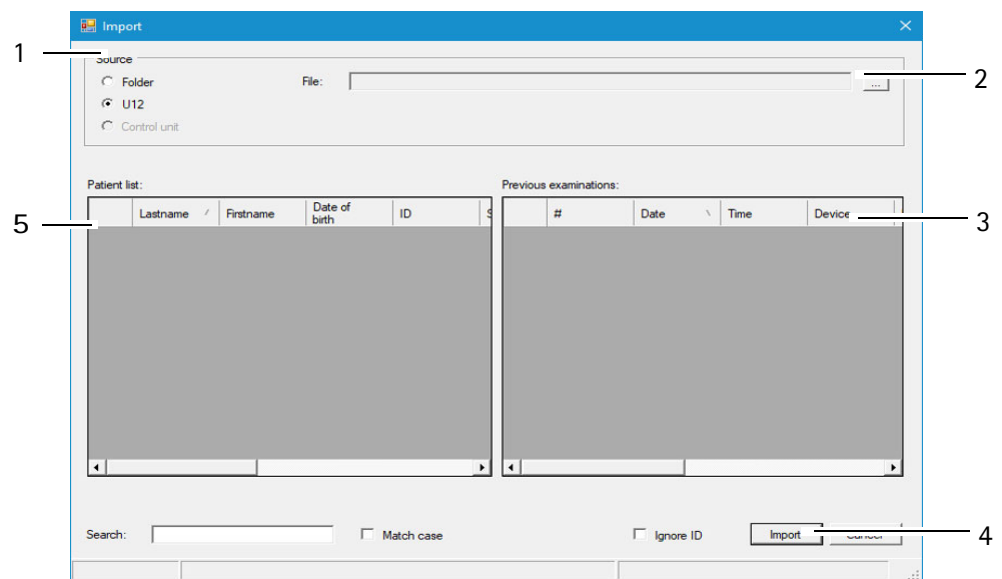 Import
1
Source
2
Folder
File:
...
U12
Control unit
Patient list:
Previous examinations:
5
Lastname
Firstname
Date of
birth
ID
S
#
Date
Time
Device
3
Search:
Match case
Ignore ID
Import
Cancel
4